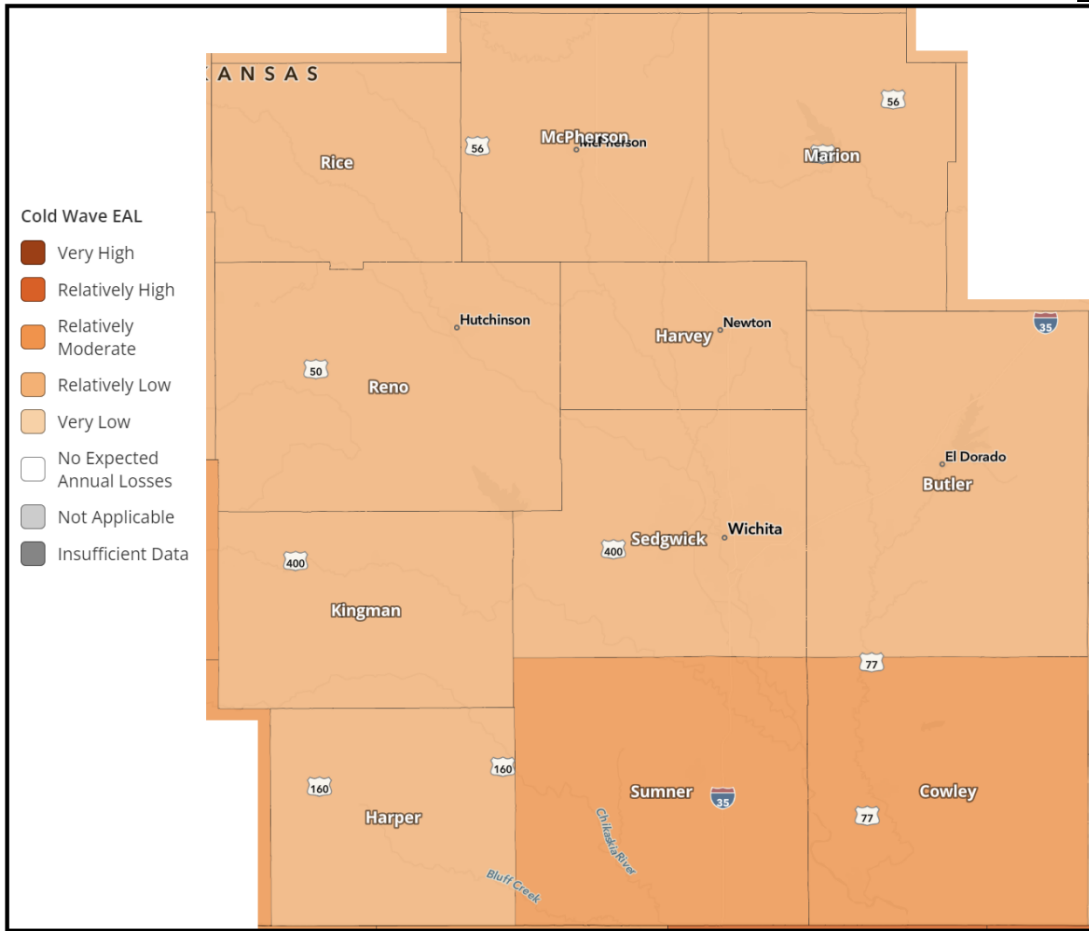 KANSAS
Cold Wave EAL
Very High
Relatively High
Relatively
Moderate
Relatively Low
Very Low
No Expected
Annual Losses
Not Applicable
Insufficient Data
56
McPherson
McPherson
56
Rice
Marion
Hutchinson
Newton
35
Harvey
50
Reno
El Dorado
Butler
Wichita
Sedgwick
400
400
Kingman
77
160
160
Sumner
35
Cowley
77
Harper
Chikaskia River
Bluff Creek